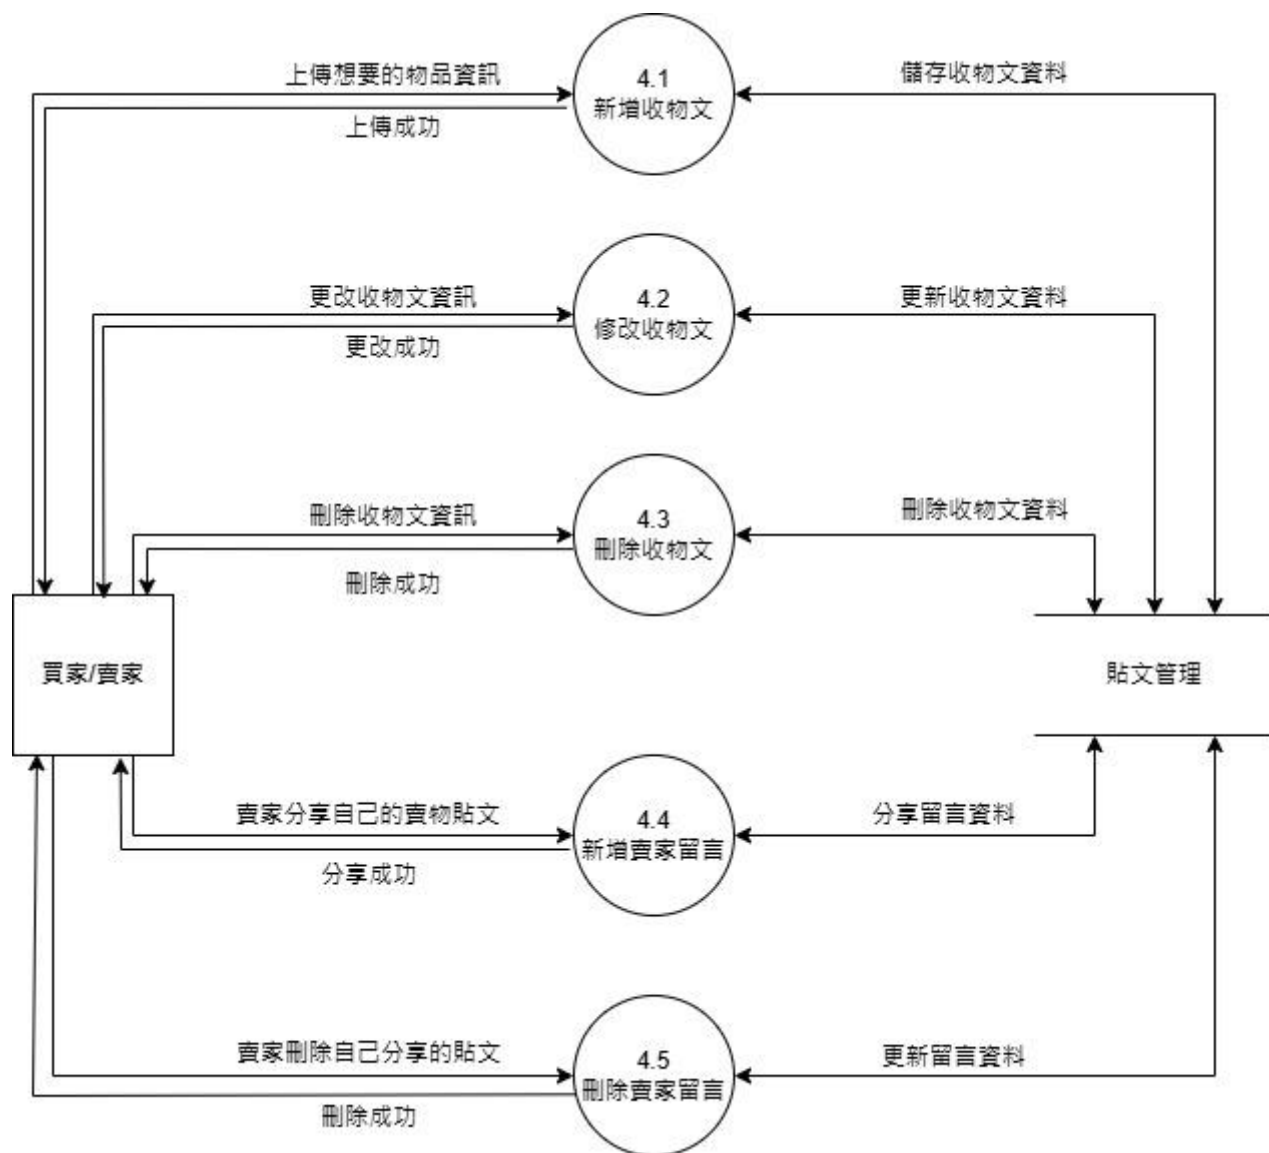 上傳想要的物品資訊
上傳成功
4.1
新增收物文
儲存收物文資料
更改收物文資訊
更改成功
4.2
修改收物文
更新收物文資料
刪除收物文資訊
刪除成功
4.3
刪除收物文
刪除收物文資料
買家/賣家
貼文管理
賣家分享自己的賣物貼文
分享成功
4.4
新增賣家留言
分享留言資料
賣家刪除自己分享的貼文
刪除成功
4.5
刪除賣家留言
更新留言資料